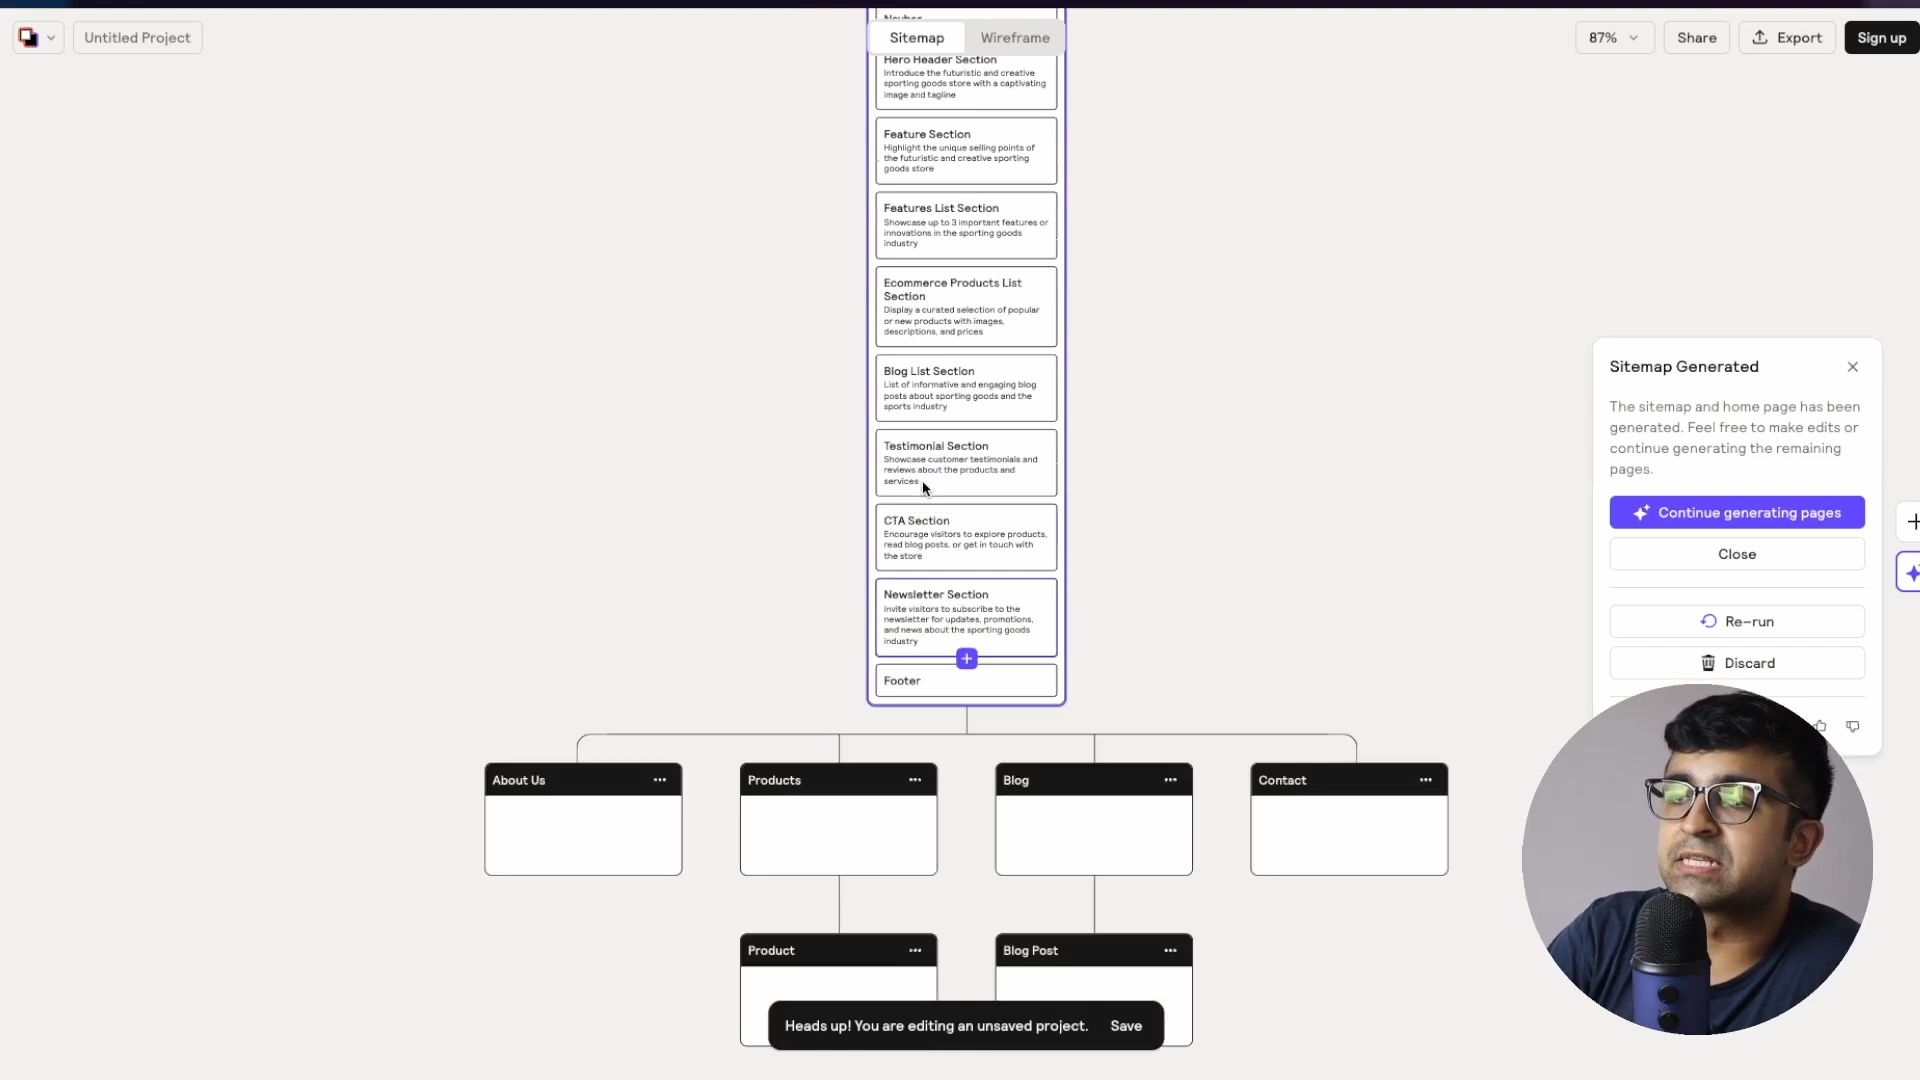 Untitled Project
Navbar
Sitemap
Wireframe
87%
Share
Export
Sign up
Hero Header Section
Introduce the futuristic and creative
sporting goods store with a captivating
image and tagline
Feature Section
Highlight the unique selling points of
the futuristic and creative sporting
goods store
Features List Section
Showcase up to 3 important features or
innovations in the sporting goods
industry
Ecommerce Products List
Section
Display a curated selection of popular
or new products with images,
descriptions, and prices
Blog List Section
List of informative and engaging blog
posts about sporting goods and the
sports industry
Testimonial Section
Showcase customer testimonials and
reviews about the products and
services
CTA Section
Encourage visitors to explore products,
read blog posts, or get in touch with
the store
Newsletter Section
Invite visitors to subscribe to the
newsletter for updates, promotions,
and news about the sporting goods
industry
Footer
About Us
Products
Blog
Contact
Product
Blog Post
Heads up! You are editing an unsaved project.
Save
Sitemap Generated
The sitemap and home page has been
generated. Feel free to make edits or
continue generating the remaining
pages.
Continue generating pages
Close
Re-run
Discard